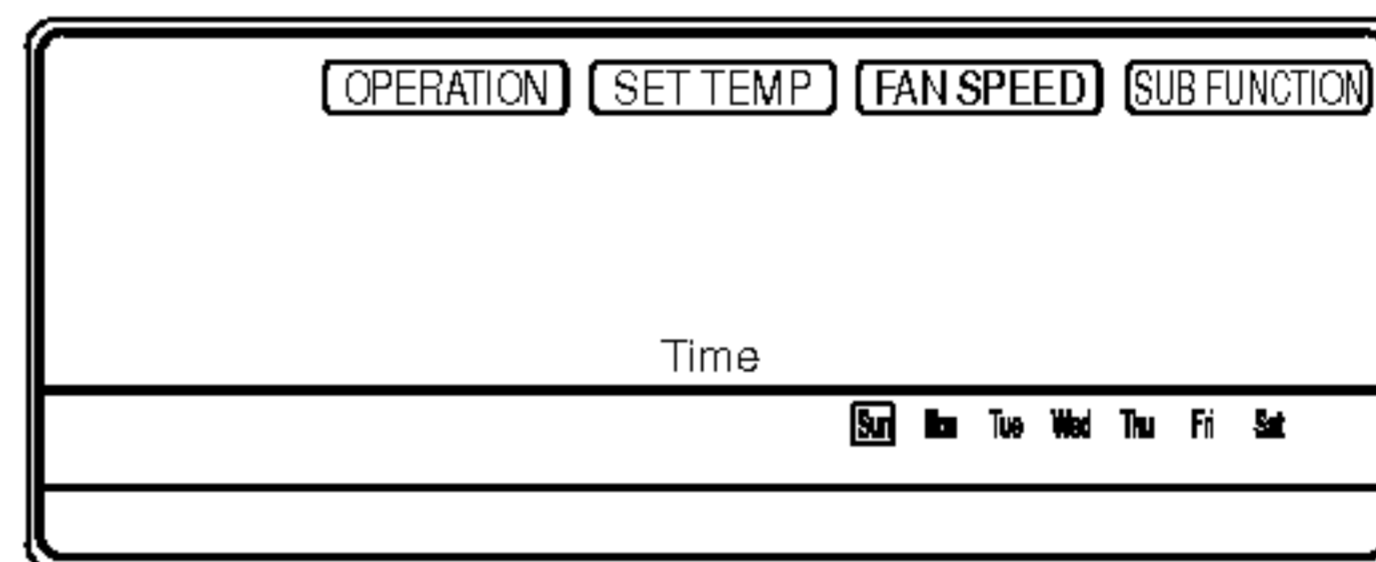 OPERATION SET TEMP FAN SPEED SUB FUNCTION
Time
Sun Mon Tue Wed Thu Fri Sat